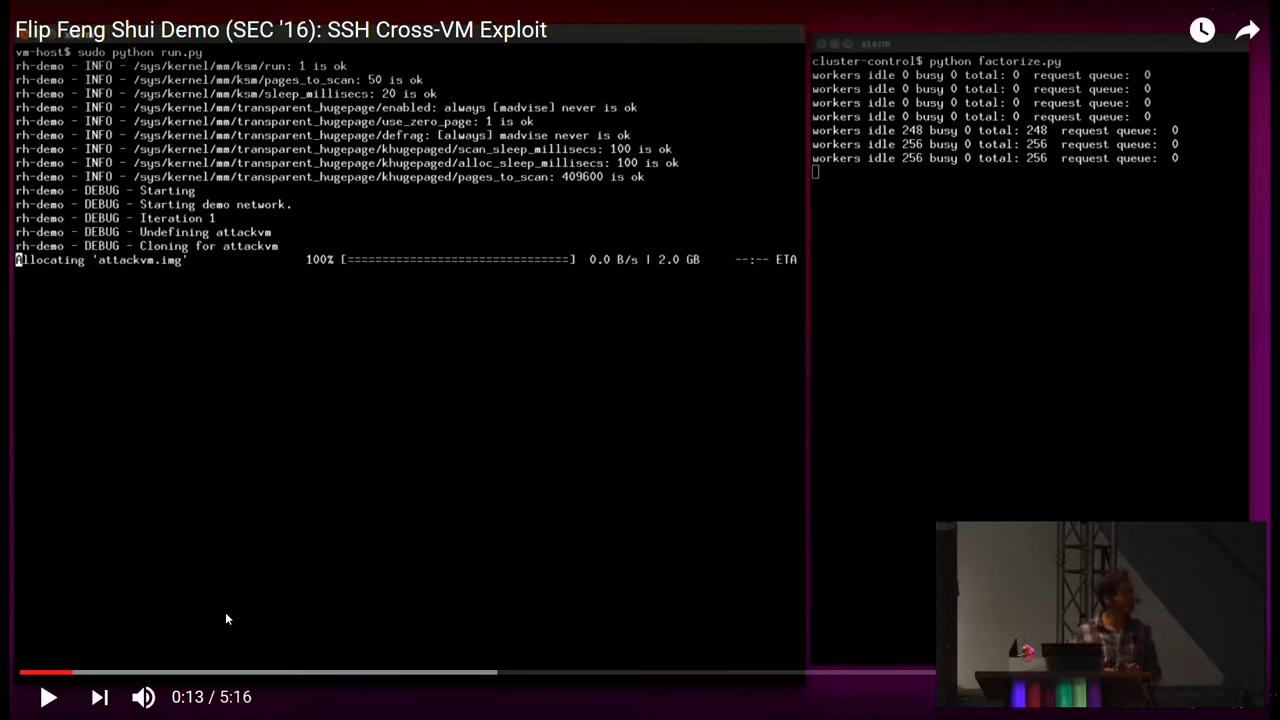 Flip Feng Shui Demo (SEC '16): SSH Cross-VM Exploit
vm-host$ sudo python run.py
rh-demo - INFO - /sys/kernel/mm/ksm/run: 1 is ok
rh-demo - INFO - /sys/kernel/mm/ksm/pages_to_scan: 50 is ok
rh-demo - INFO - /sys/kernel/mm/ksm/sleep_millisecs: 20 is ok
rh-demo - INFO - /sys/kernel/mm/transparent_hugepage/enabled: always [madvise] never is ok
rh-demo - INFO - /sys/kernel/mm/transparent_hugepage/use_zero_page: 1 is ok
rh-demo - INFO - /sys/kernel/mm/transparent_hugepage/defrag: [always] madvise never is ok
rh-demo - INFO - /sys/kernel/mm/transparent_hugepage/khugepaged/scan_sleep_millisecs: 100 is ok
rh-demo - INFO - /sys/kernel/mm/transparent_hugepage/khugepaged/alloc_sleep_millisecs: 100 is ok
rh-demo - INFO - /sys/kernel/mm/transparent_hugepage/khugepaged/pages_to_scan: 409600 is ok
rh-demo - DEBUG - Starting
rh-demo - DEBUG - Starting demo network.
rh-demo - DEBUG - Iteration 1
rh-demo - DEBUG - Undefining attackvm
rh-demo - DEBUG - Cloning for attackvm
Allocating 'attackvm.img' 100% [==============================] 0.0 B/s | 2.0 GB --:-- ETA
xterm
cluster-control$ python factorize.py
workers idle 0 busy 0 total: 0 request queue: 0
workers idle 0 busy 0 total: 0 request queue: 0
workers idle 0 busy 0 total: 0 request queue: 0
workers idle 0 busy 0 total: 0 request queue: 0
workers idle 248 busy 0 total: 248 request queue: 0
workers idle 256 busy 0 total: 256 request queue: 0
workers idle 256 busy 0 total: 256 request queue: 0
0:13 / 5:16